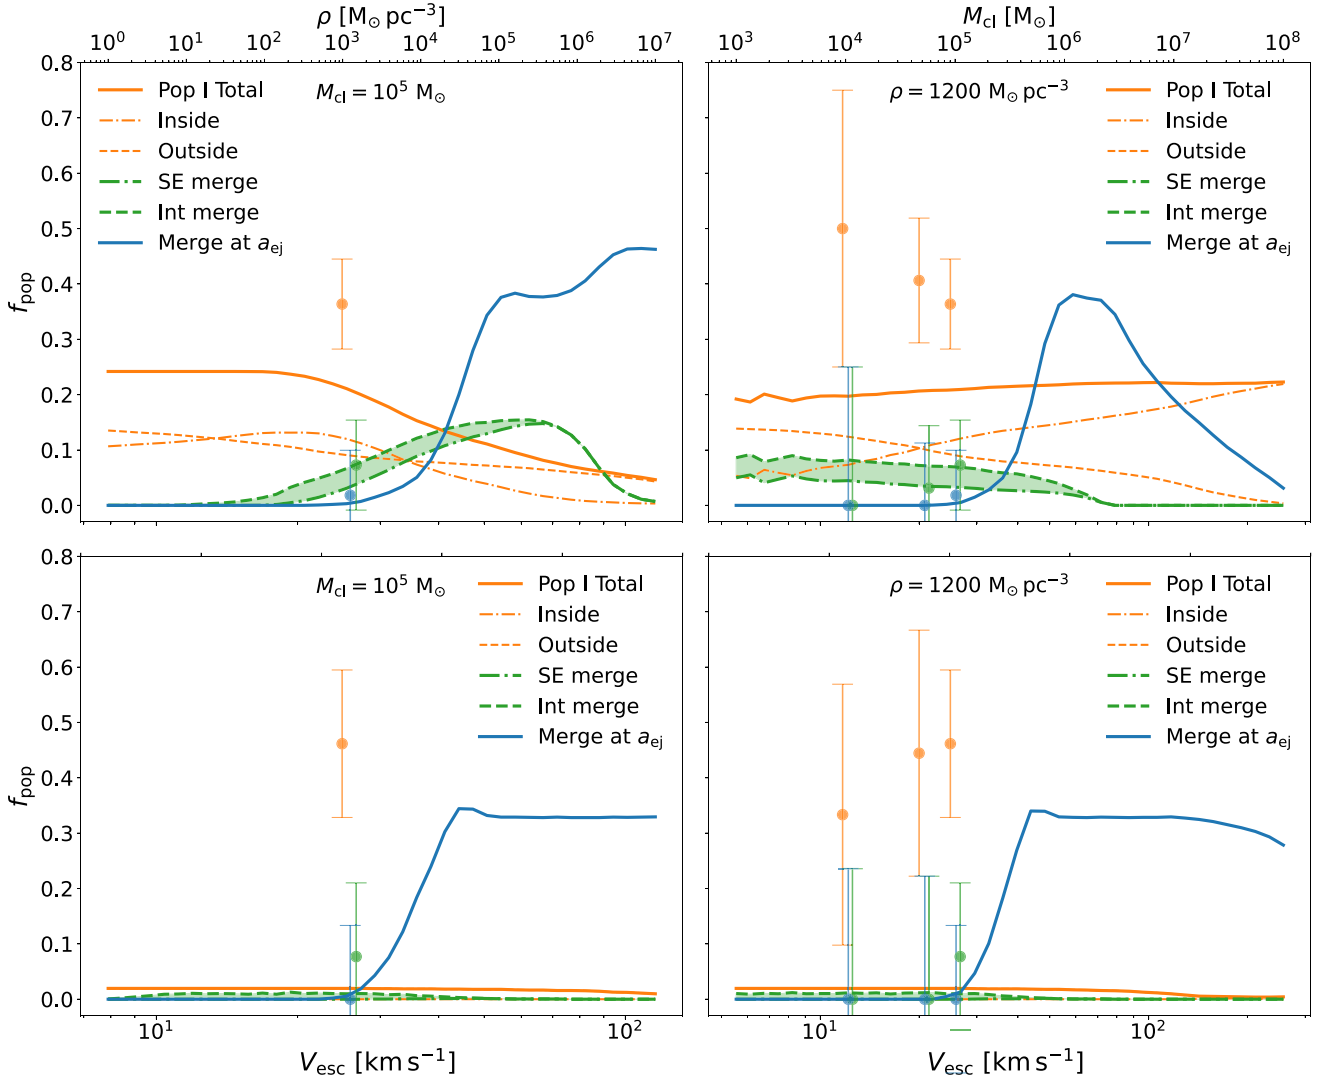 ρ [M⊙ pc⁻³]
10⁰ 10¹ 10² 10³ 10⁴ 10⁵ 10⁶ 10⁷
M_cl [M⊙]
10³ 10⁴ 10⁵ 10⁶ 10⁷ 10⁸
f_pop
0.8
0.7
0.6
0.5
0.4
0.3
0.2
0.1
0.0
M_cl = 10⁵ M⊙
Pop I Total
Inside
Outside
SE merge
Int merge
Merge at a_ej
ρ = 1200 M⊙ pc⁻³
Pop I Total
Inside
Outside
SE merge
Int merge
Merge at a_ej
f_pop
0.8
0.7
0.6
0.5
0.4
0.3
0.2
0.1
0.0
M_cl = 10⁵ M⊙
Pop I Total
Inside
Outside
SE merge
Int merge
Merge at a_ej
ρ = 1200 M⊙ pc⁻³
Pop I Total
Inside
Outside
SE merge
Int merge
Merge at a_ej
10¹ 10²
V_esc [km s⁻¹]
10¹ 10²
V_esc [km s⁻¹]